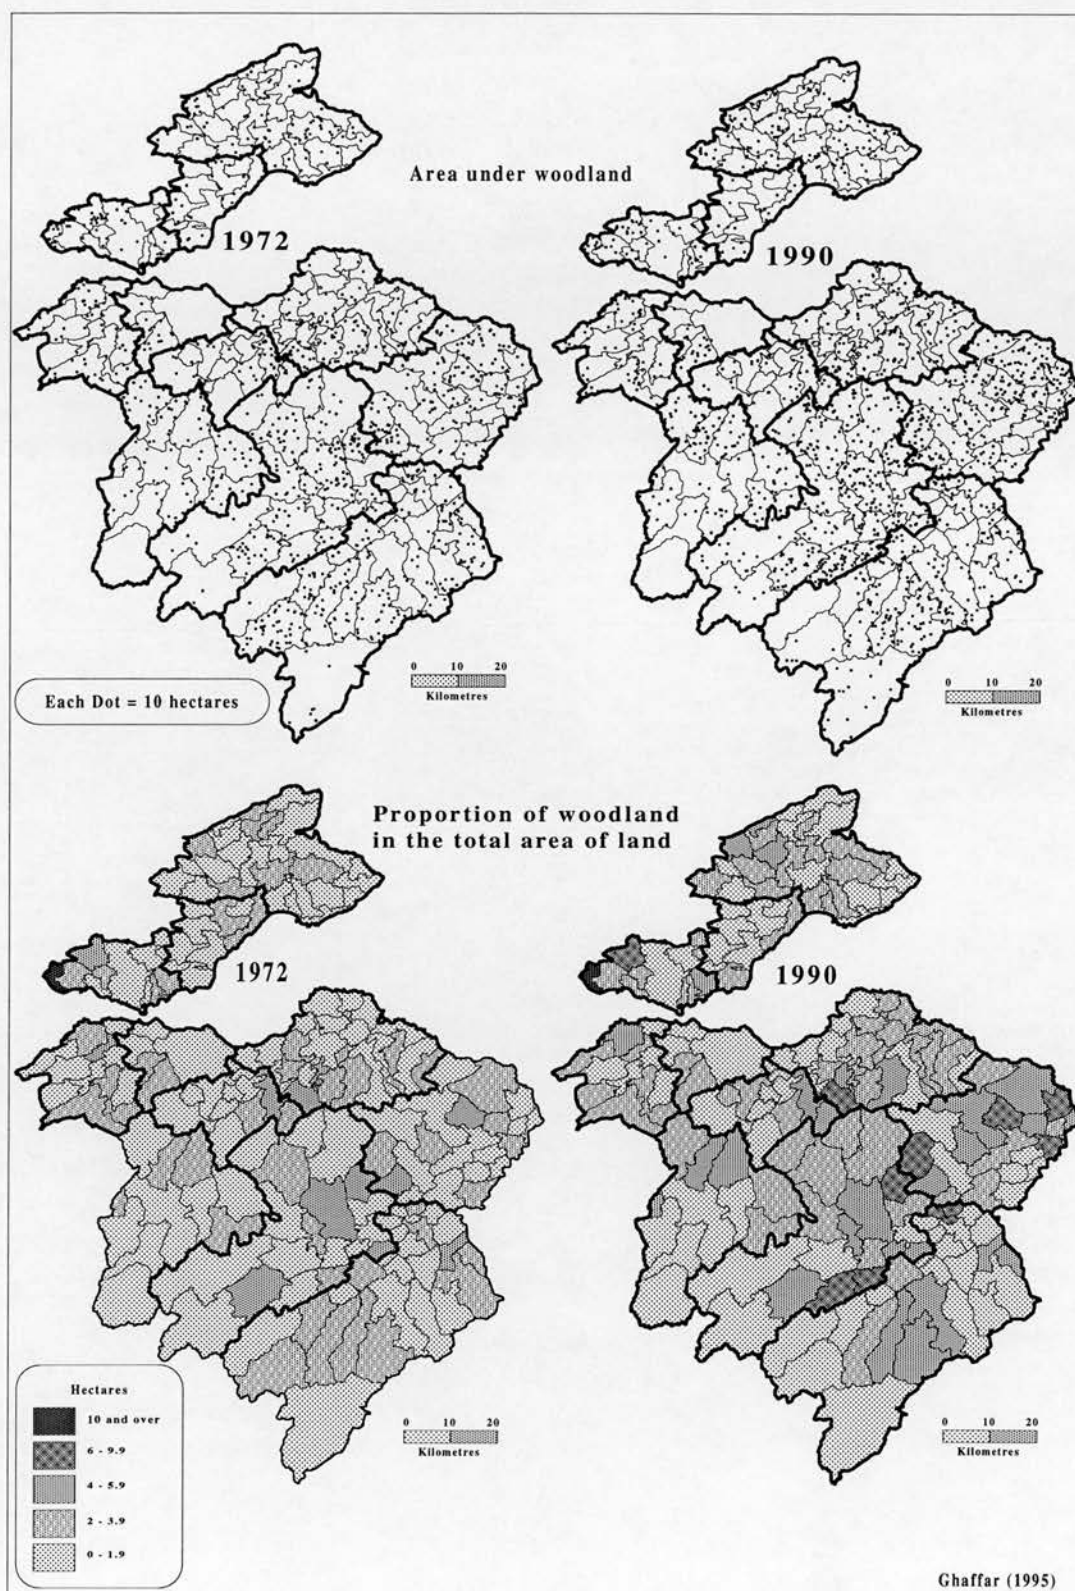 Area under woodland
1972
1990
0 10 20
Kilometres
0 10 20
Kilometres
Each Dot = 10 hectares
Proportion of woodland
in the total area of land
1972
1990
Hectares
10 and over
6 - 9.9
4 - 5.9
2 - 3.9
0 - 1.9
0 10 20
Kilometres
0 10 20
Kilometres
Ghaffar (1995)